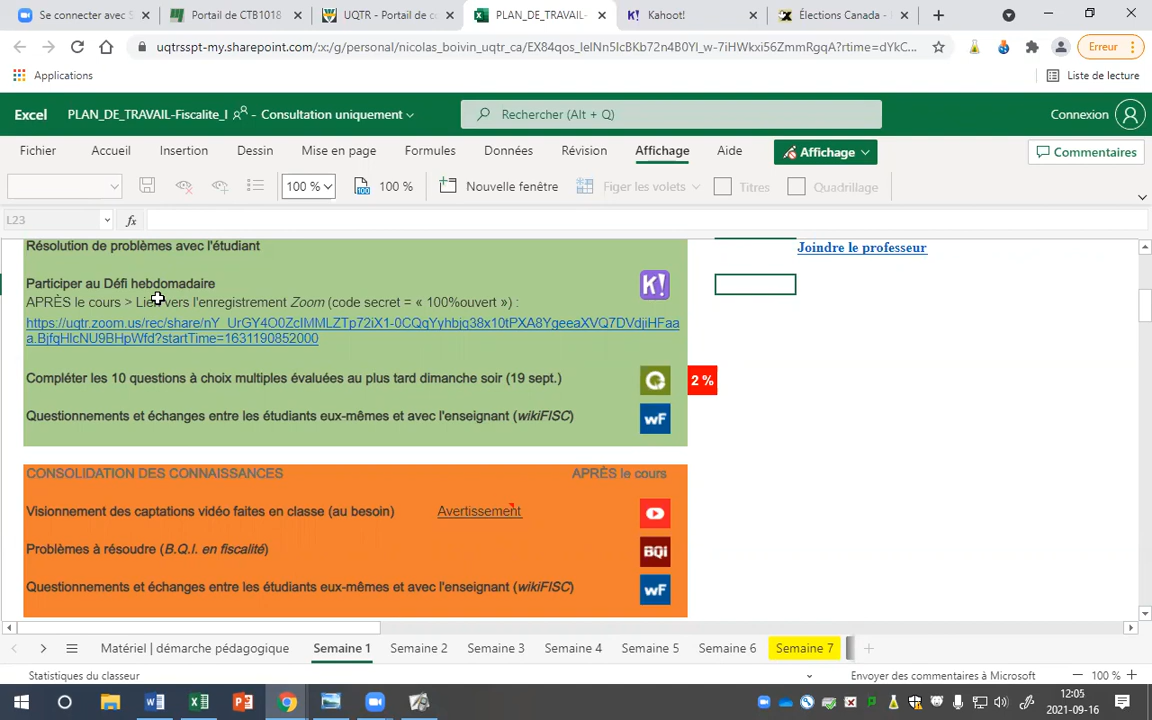 Se connecter avec S
Portail de CTB1018
UQTR - Portail de co
PLAN_DE_TRAVAIL-
Kahoot!
Élections Canada -
uqtrsspt-my.sharepoint.com/:x:/g/personal/nicolas_boivin_uqtr_ca/EX84qos_IeINn5IcBKb72n4B0YI_w-7iHWkxi56ZmmRgqA?rtime=dYkC...
Erreur
Applications
Liste de lecture
Excel
PLAN_DE_TRAVAIL-Fiscalite_I - Consultation uniquement
Rechercher (Alt + Q)
Connexion
Fichier
Accueil
Insertion
Dessin
Mise en page
Formules
Données
Révision
Affichage
Aide
Affichage
Commentaires
100 %
100 %
Nouvelle fenêtre
Figer les volets
Titres
Quadrillage
L23
fx
Résolution de problèmes avec l'étudiant
Joindre le professeur
Participer au Défi hebdomadaire
K!
APRÈS le cours > Lien vers l'enregistrement Zoom (code secret = « 100%ouvert ») :
https://uqtr.zoom.us/rec/share/nY_UrGY4O0ZcIMMLZTp72iX1-0CQqYyhbjq38x10tPXA8YgeeaXVQ7DVdjiHFaa
a.BjfqHIcNU9BHpWfd?startTime=1631190852000
Compléter les 10 questions à choix multiples évaluées au plus tard dimanche soir (19 sept.)
2 %
Questionnements et échanges entre les étudiants eux-mêmes et avec l'enseignant (wikiFISC)
wF
CONSOLIDATION DES CONNAISSANCES
APRÈS le cours
Visionnement des captations vidéo faites en classe (au besoin)
Avertissement
Problèmes à résoudre (B.Q.I. en fiscalité)
BQi
Questionnements et échanges entre les étudiants eux-mêmes et avec l'enseignant (wikiFISC)
wF
Matériel | démarche pédagogique
Semaine 1
Semaine 2
Semaine 3
Semaine 4
Semaine 5
Semaine 6
Semaine 7
Statistiques du classeur
Envoyer des commentaires à Microsoft
100 %
12:05
2021-09-16